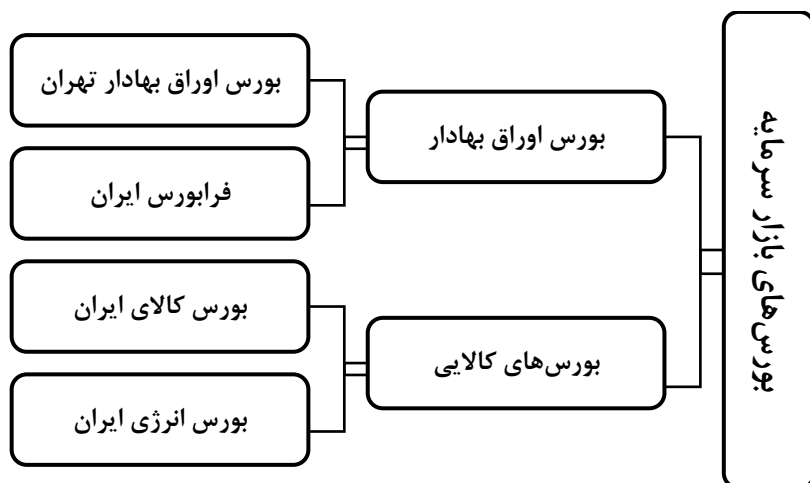 بورس‌های بازار سرمایه
بورس اوراق بهادار
بورس اوراق بهادار تهران
فرابورس ایران
بورس‌های کالایی
بورس کالای ایران
بورس انرژی ایران